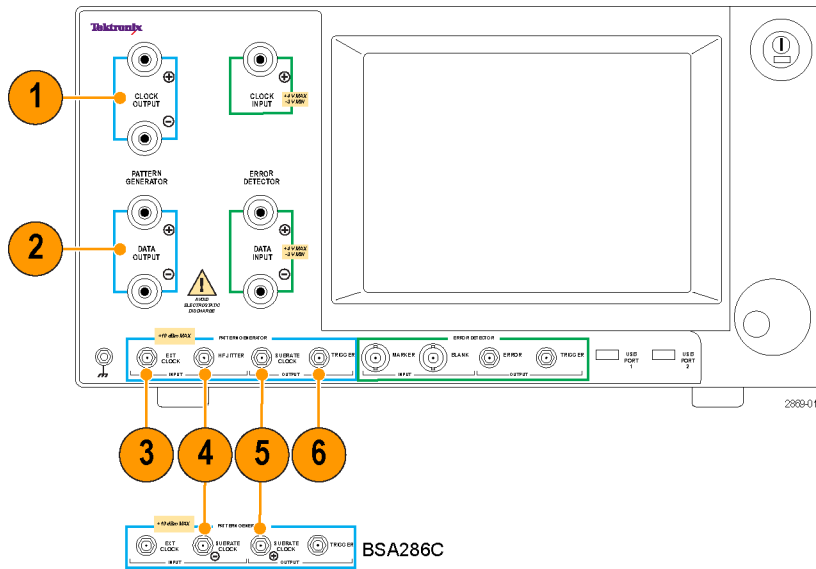 Tektronix
1
CLOCK
OUTPUT
CLOCK
INPUT
+4 V MAX
-3 V MIN
PATTERN
GENERATOR
ERROR
DETECTOR
2
DATA
OUTPUT
DATA
INPUT
+4 V MAX
-3 V MIN
AVOID
ELECTROSTATIC
DISCHARGE
+10 dBm MAX
PATTERN GENERATOR
ERROR DETECTOR
EXT
CLOCK
HF JITTER
SUBRATE
CLOCK
TRIGGER
MARKER
BLANK
ERROR
TRIGGER
USB
PORT
1
USB
PORT
2
INPUT
OUTPUT
INPUT
OUTPUT
2869-01
3
4
5
6
+10 dBm MAX
EXT
CLOCK
SUBRATE
CLOCK
SUBRATE
CLOCK
TRIGGER
INPUT
OUTPUT
BSA286C